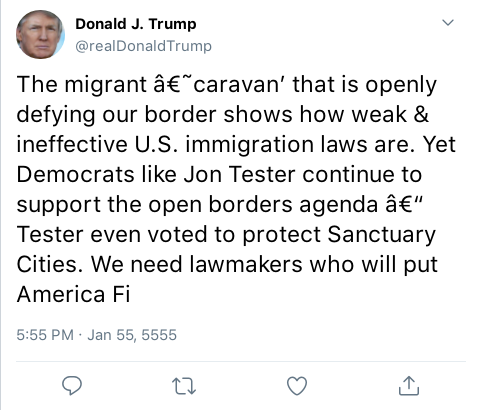 Donald J. Trump
@realDonaldTrump
The migrant â€˜caravan’ that is openly
defying our border shows how weak &
ineffective U.S. immigration laws are. Yet
Democrats like Jon Tester continue to
support the open borders agenda â€“
Tester even voted to protect Sanctuary
Cities. We need lawmakers who will put
America Fi
5:55 PM · Jan 55, 5555